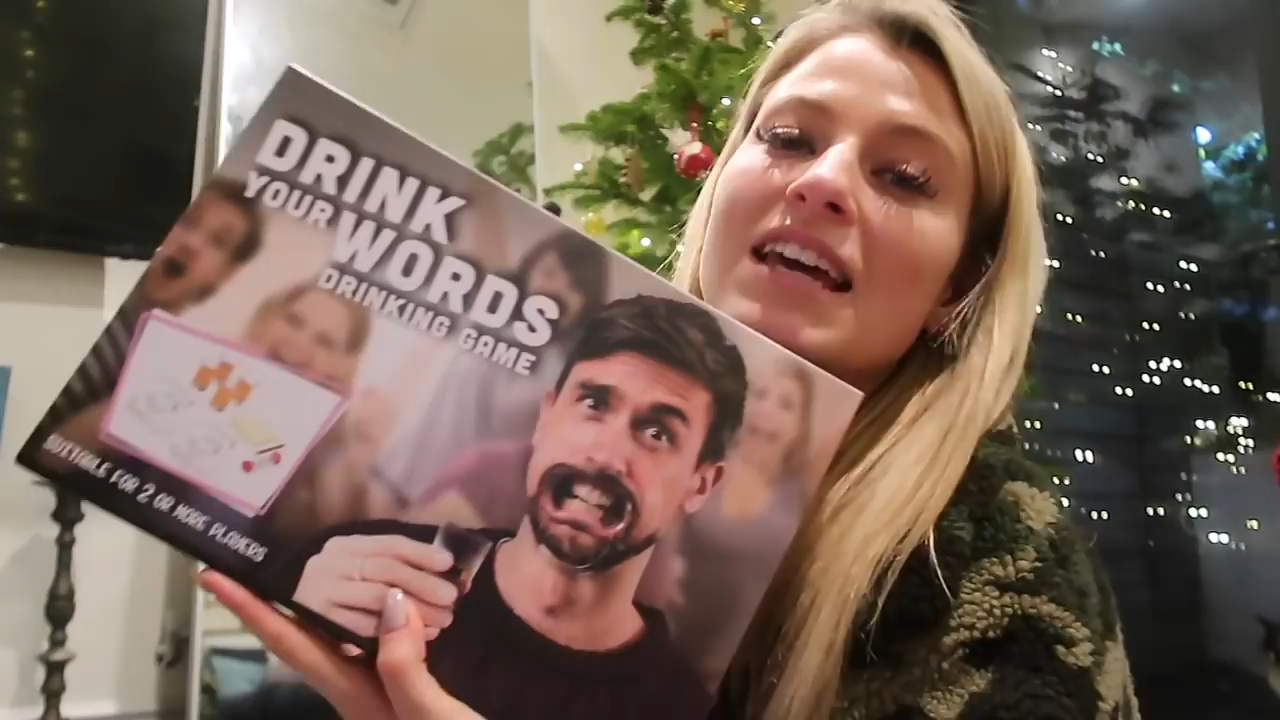 DRINK
YOUR WORDS
DRINKING GAME
SUITABLE FOR 2 OR MORE PLAYERS